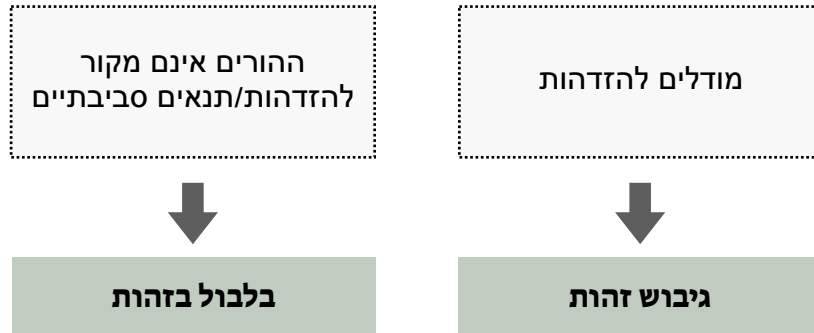 מודלים להזדהות
ההורים אינם מקור
להזדהות/תנאים סביבתיים
גיבוש זהות
בלבול בזהות